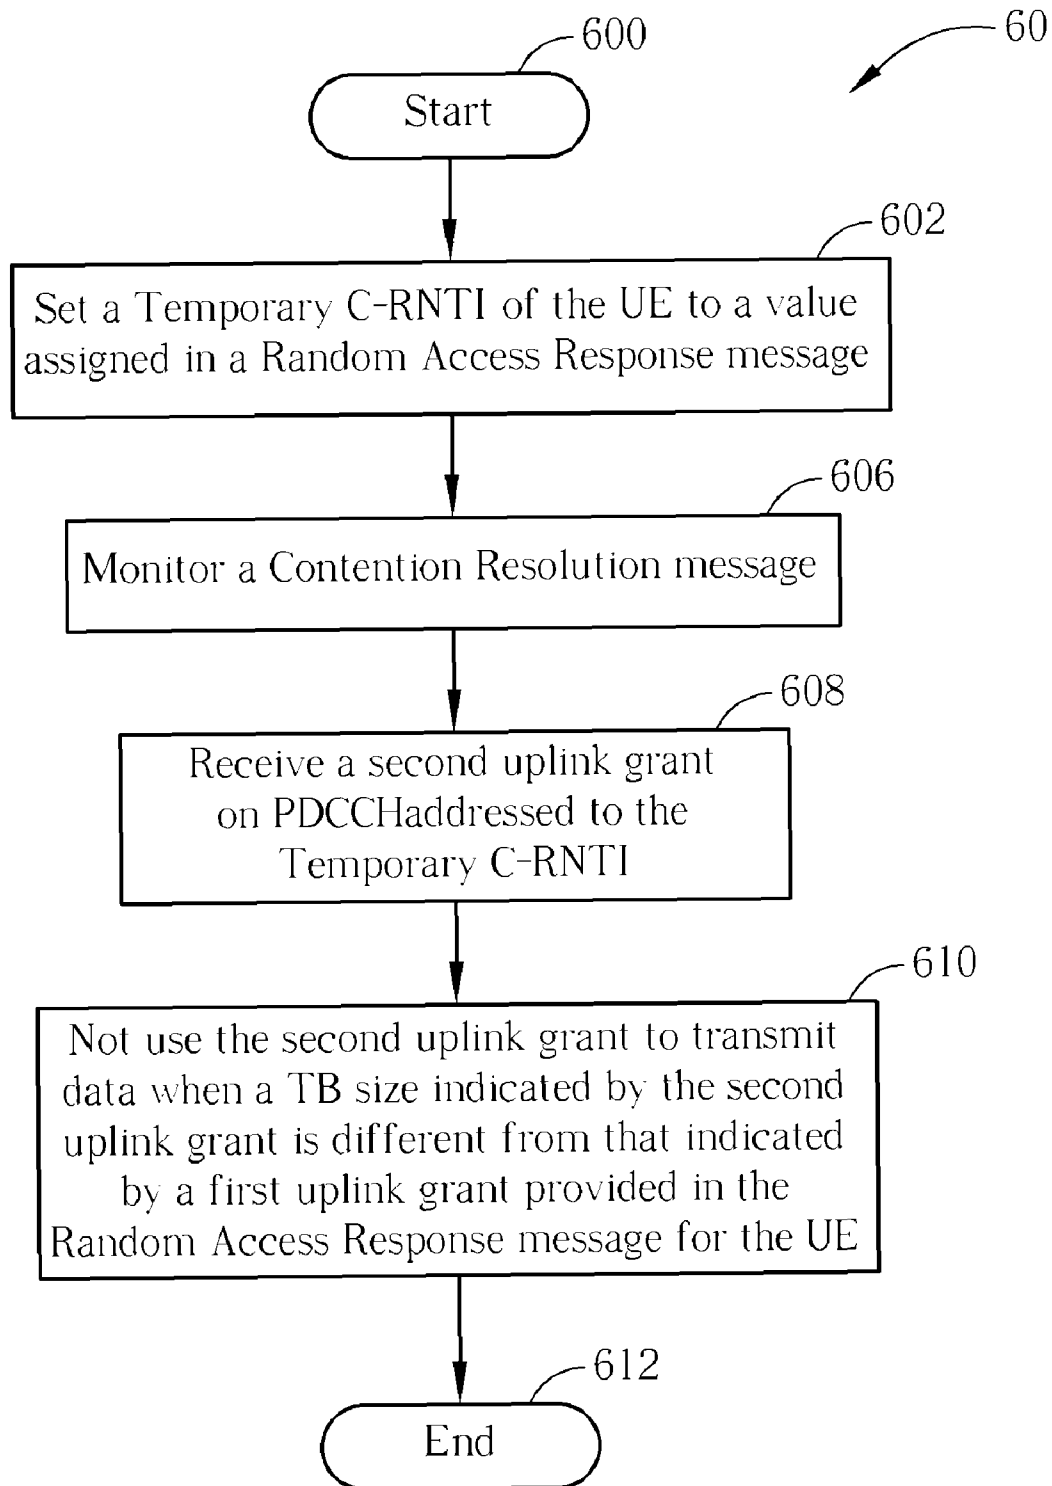 60
600
Start
602
Set a Temporary C-RNTI of the UE to a value
assigned in a Random Access Response message
606
Monitor a Contention Resolution message
608
Receive a second uplink grant
on PDCCHaddressed to the
Temporary C-RNTI
610
Not use the second uplink grant to transmit
data when a TB size indicated by the second
uplink grant is different from that indicated
by a first uplink grant provided in the
Random Access Response message for the UE
612
End